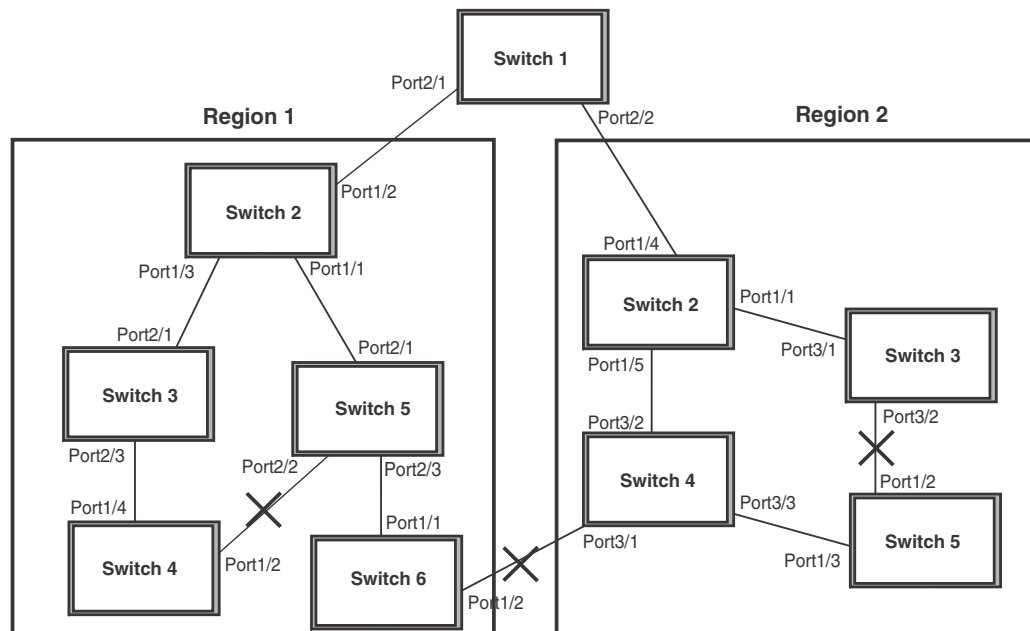 Switch 1
Port2/1
Port2/2
Region 1
Region 2
Port1/2
Switch 2
Port1/3
Port1/1
Port2/1
Port2/1
Switch 3
Switch 5
Port2/3
Port2/2
Port2/3
Port1/4
Port1/1
Switch 4
Port1/2
Switch 6
Port1/2
Port1/4
Switch 2
Port1/1
Port1/5
Port3/1
Switch 3
Port3/2
Port3/2
Switch 4
Port1/2
Port3/3
Port3/1
Port1/3
Switch 5